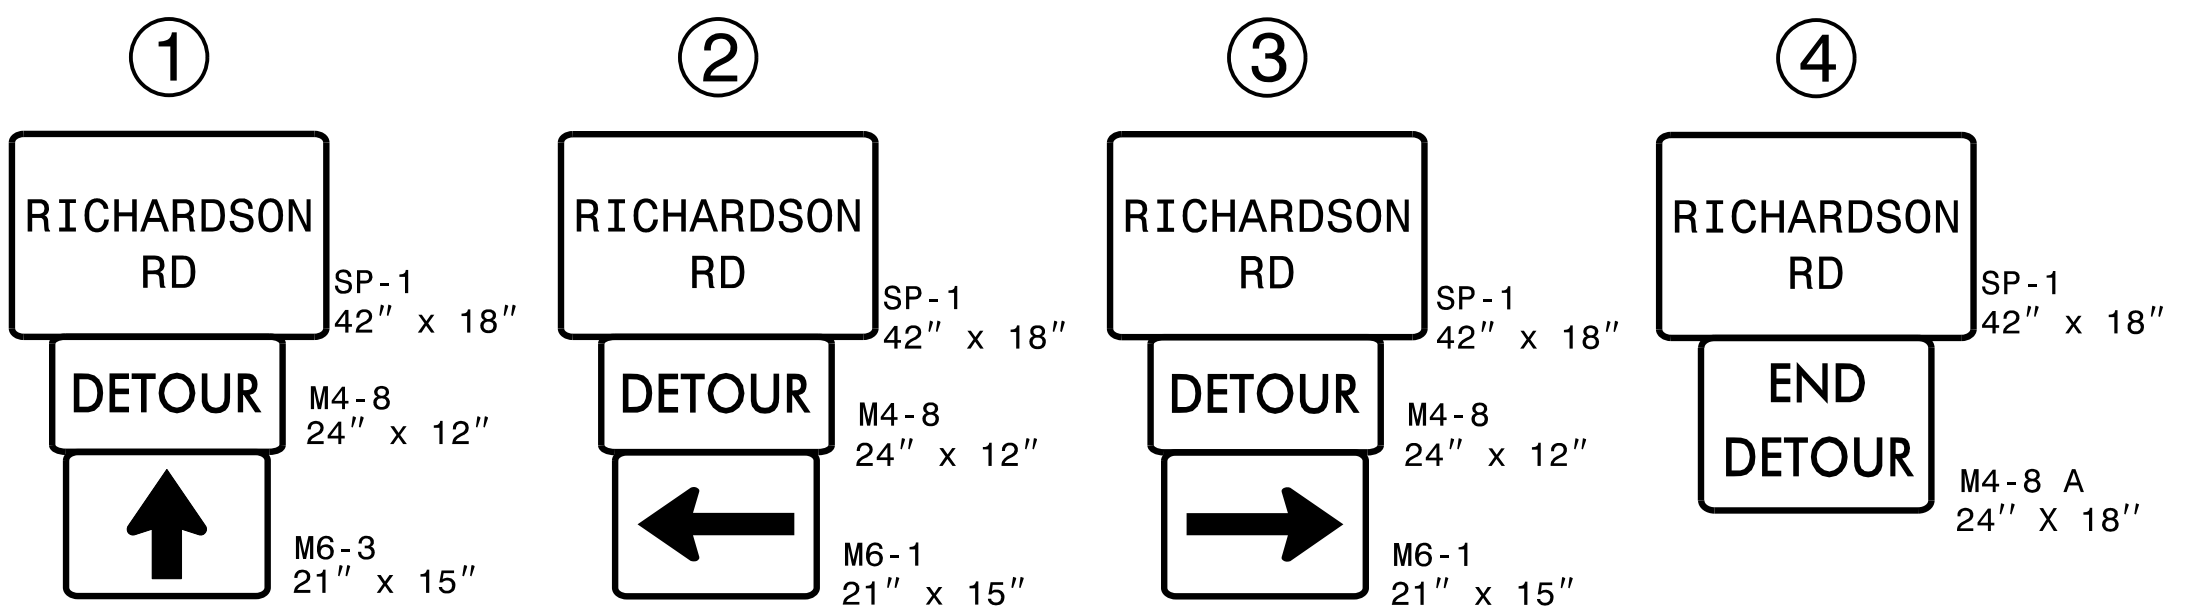 1
RICHARDSON
RD
SP-1
42" x 18"
DETOUR
M4-8
24" x 12"
M6-3
21" x 15"
2
RICHARDSON
RD
SP-1
42" x 18"
DETOUR
M4-8
24" x 12"
M6-1
21" x 15"
3
RICHARDSON
RD
SP-1
42" x 18"
DETOUR
M4-8
24" x 12"
M6-1
21" x 15"
4
RICHARDSON
RD
SP-1
42" x 18"
END
DETOUR
M4-8 A
24'' X 18''